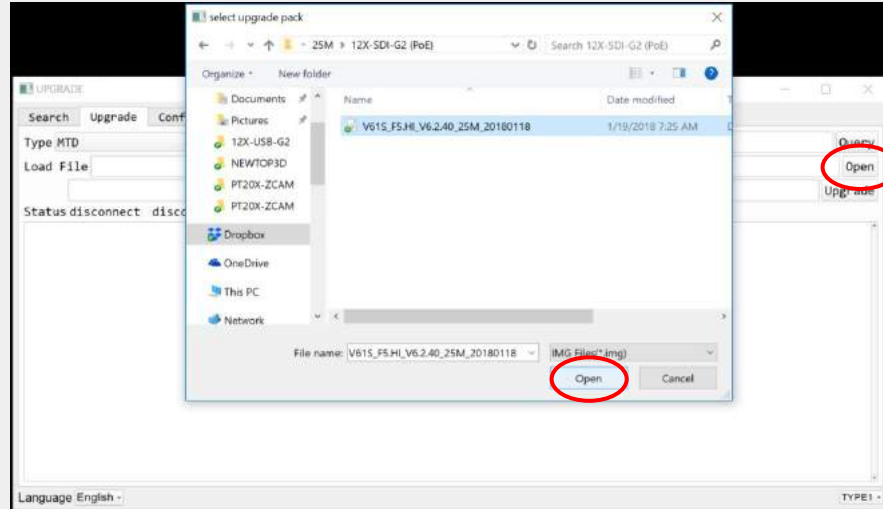 select upgrade pack
25M > 12X-SDI-G2 (PoE)
Search 12X-SDI-G2 (PoE)
Organize
New folder
Documents
Pictures
12X-USB-G2
NEWTOP3D
PT20X-ZCAM
PT20X-ZCAM
Dropbox
OneDrive
This PC
Network
Name
Date modified
V61S_F5.HI_V6.2.40_25M_20180118
1/19/2018 7:25 AM
File name: V61S_F5.HI_V6.2.40_25M_20180118
IMG Files(*.img)
Open
Cancel
UPGRADE
Search Upgrade Conf
Type MTD
Query
Load File
Open
Upgrade
Status disconnect disco
Language English
TYPE1